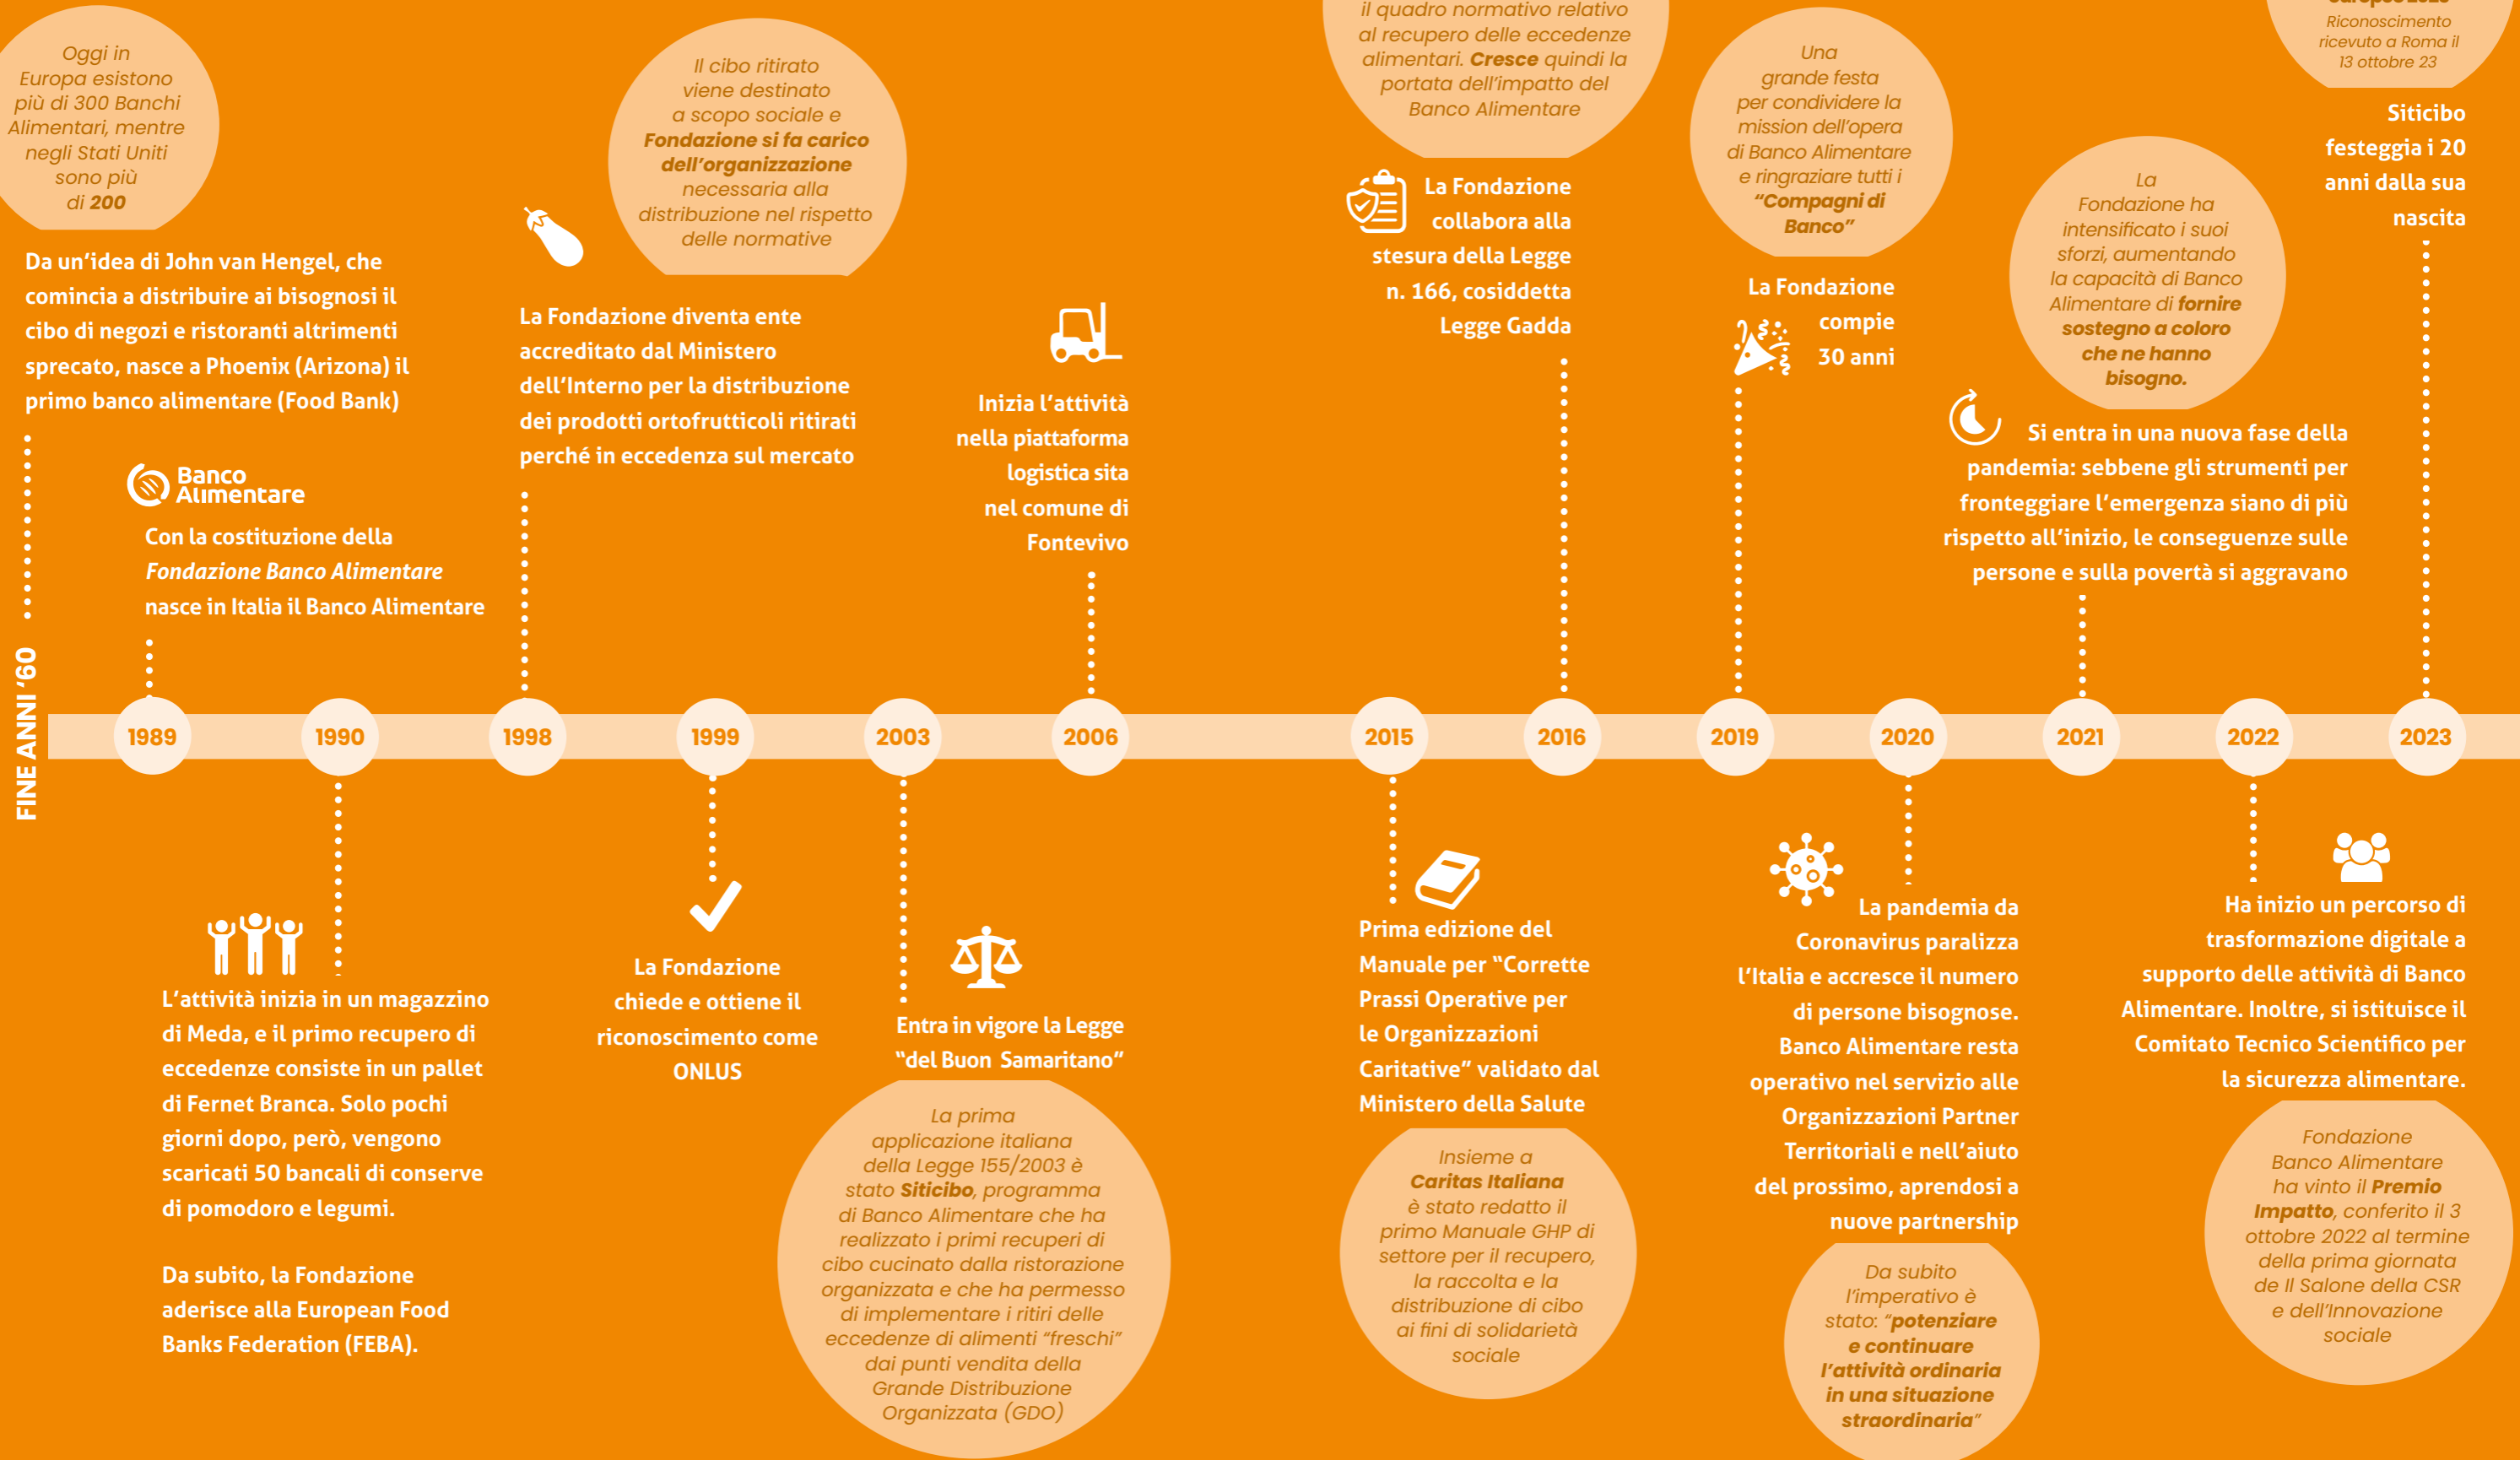 Oggi in
Europa esistono
più di 300 Banchi
Alimentari, mentre
negli Stati Uniti
sono più
di 200
Da un'idea di John van Hengel, che
comincia a distribuire ai bisognosi il
cibo di negozi e ristoranti altrimenti
sprecato, nasce a Phoenix (Arizona) il
primo banco alimentare (Food Bank)
FINE ANNI '60
Banco
Alimentare
Con la costituzione della
Fondazione Banco Alimentare
nasce in Italia il Banco Alimentare
1989
1990
L'attività inizia in un magazzino
di Meda, e il primo recupero di
eccedenze consiste in un pallet
di Fernet Branca. Solo pochi
giorni dopo, però, vengono
scaricati 50 bancali di conserve
di pomodoro e legumi.
Da subito, la Fondazione
aderisce alla European Food
Banks Federation (FEBA).
Il cibo ritirato
viene destinato
a scopo sociale e
Fondazione si fa carico
dell'organizzazione
necessaria alla
distribuzione nel rispetto
delle normative
La Fondazione diventa ente
accreditato dal Ministero
dell'Interno per la distribuzione
dei prodotti ortofrutticoli ritirati
perché in eccedenza sul mercato
1998
1999
La Fondazione
chiede e ottiene il
riconoscimento come
ONLUS
2003
Entra in vigore la Legge
"del Buon Samaritano"
La prima
applicazione italiana
della Legge 155/2003 è
stato Siticibo, programma
di Banco Alimentare che ha
realizzato i primi recuperi di
cibo cucinato dalla ristorazione
organizzata e che ha permesso
di implementare i ritiri delle
eccedenze di alimenti "freschi"
dai punti vendita della
Grande Distribuzione
Organizzata (GDO)
Inizia l'attività
nella piattaforma
logistica sita
nel comune di
Fontevivo
2006
2015
Prima edizione del
Manuale per "Corrette
Prassi Operative per
le Organizzazioni
Caritative" validato dal
Ministero della Salute
Insieme a
Caritas Italiana
è stato redatto il
primo Manuale GHP di
settore per il recupero,
la raccolta e la
distribuzione di cibo
ai fini di solidarietà
sociale
il quadro normativo relativo
al recupero delle eccedenze
alimentari. Cresce quindi la
portata dell'impatto del
Banco Alimentare
La Fondazione
collabora alla
stesura della Legge
n. 166, cosiddetta
Legge Gadda
2016
Una
grande festa
per condividere la
mission dell'opera
di Banco Alimentare
e ringraziare tutti i
"Compagni di
Banco"
La Fondazione
compie
30 anni
2019
2020
La pandemia da
Coronavirus paralizza
l'Italia e accresce il numero
di persone bisognose.
Banco Alimentare resta
operativo nel servizio alle
Organizzazioni Partner
Territoriali e nell'aiuto
del prossimo, aprendosi a
nuove partnership
Da subito
l'imperativo è
stato: "potenziare
e continuare
l'attività ordinaria
in una situazione
straordinaria"
La
Fondazione ha
intensificato i suoi
sforzi, aumentando
la capacità di Banco
Alimentare di fornire
sostegno a coloro
che ne hanno
bisogno.
Si entra in una nuova fase della
pandemia: sebbene gli strumenti per
fronteggiare l'emergenza siano di più
rispetto all'inizio, le conseguenze sulle
persone e sulla povertà si aggravano
2021
2022
Ha inizio un percorso di
trasformazione digitale a
supporto delle attività di Banco
Alimentare. Inoltre, si istituisce il
Comitato Tecnico Scientifico per
la sicurezza alimentare.
Fondazione
Banco Alimentare
ha vinto il Premio
Impatto, conferito il 3
ottobre 2022 al termine
della prima giornata
de Il Salone della CSR
e dell'Innovazione
sociale
Riconoscimento
ricevuto a Roma il
13 ottobre 23
Siticibo
festeggia i 20
anni dalla sua
nascita
2023